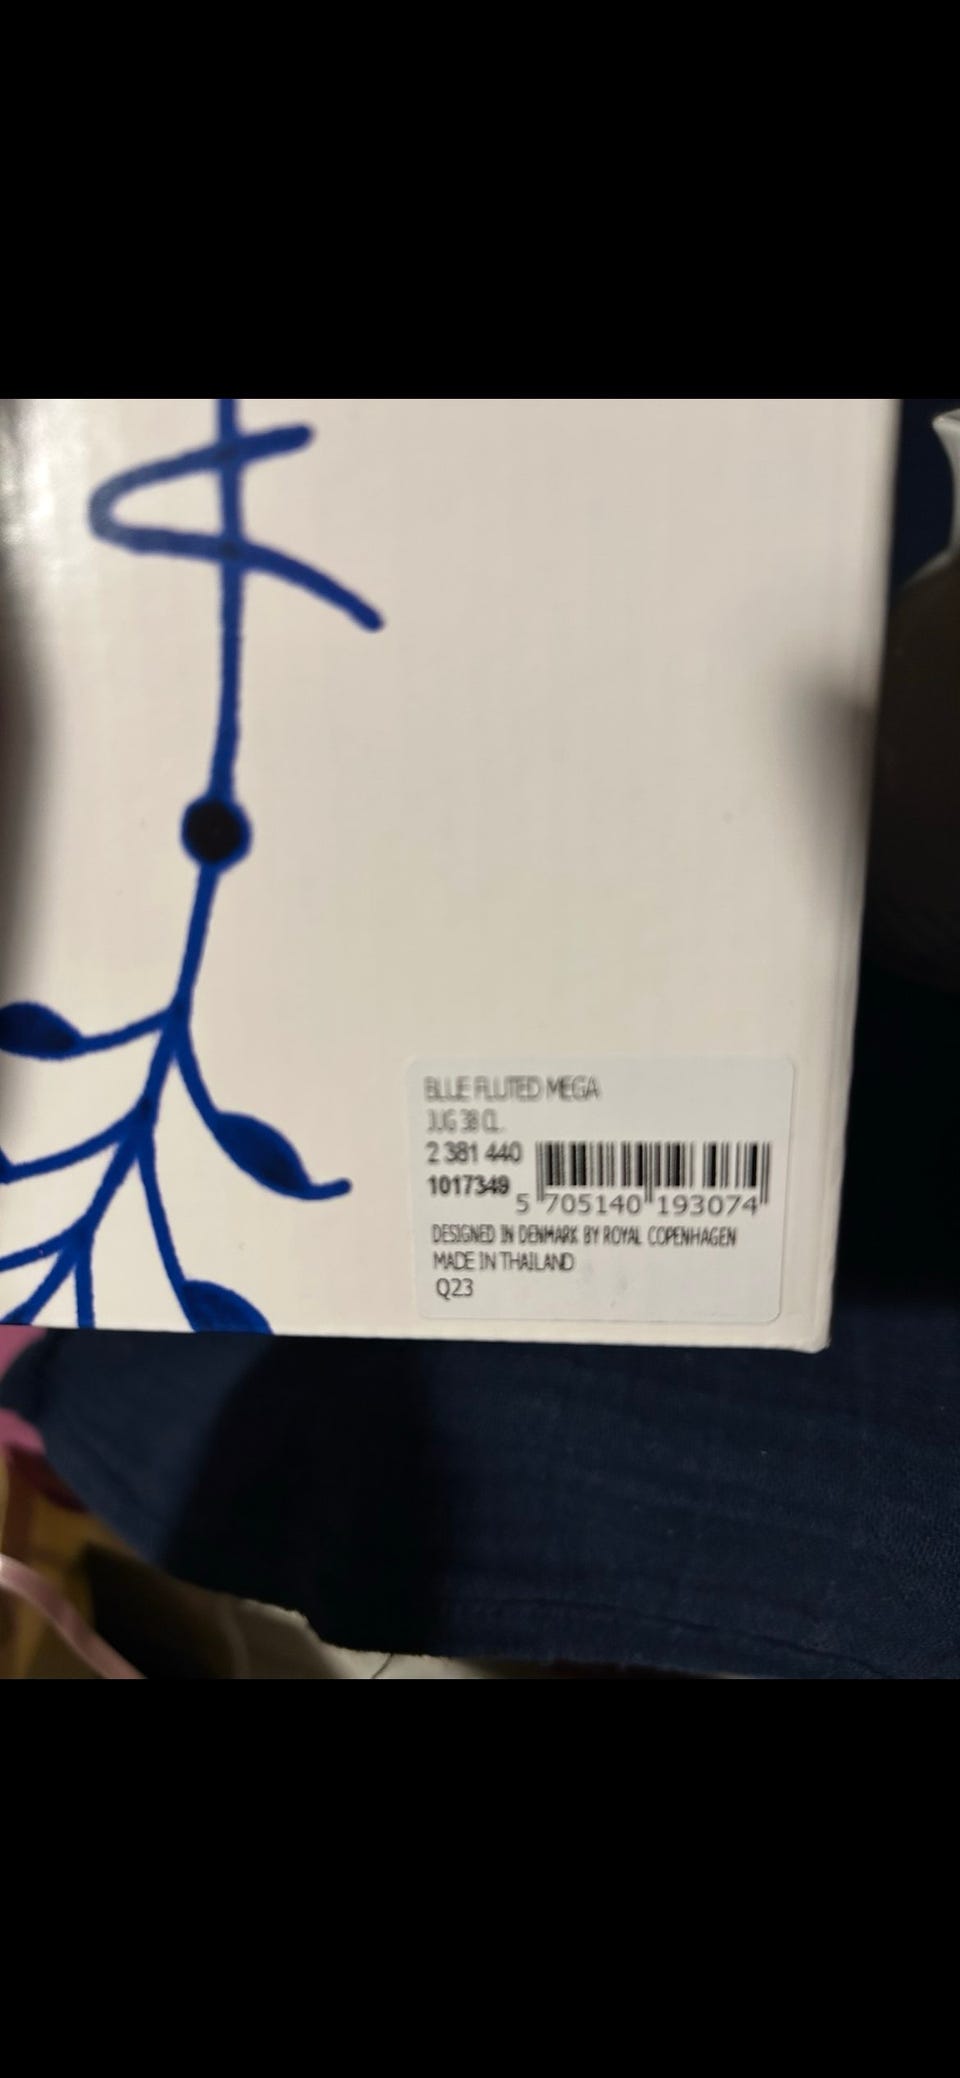 BLUE FLUTED MEGA
JUG 38 CL.
2 381 440
1017349
5 705140 193074
DESIGNED IN DENMARK BY ROYAL COPENHAGEN
MADE IN THAILAND
Q23